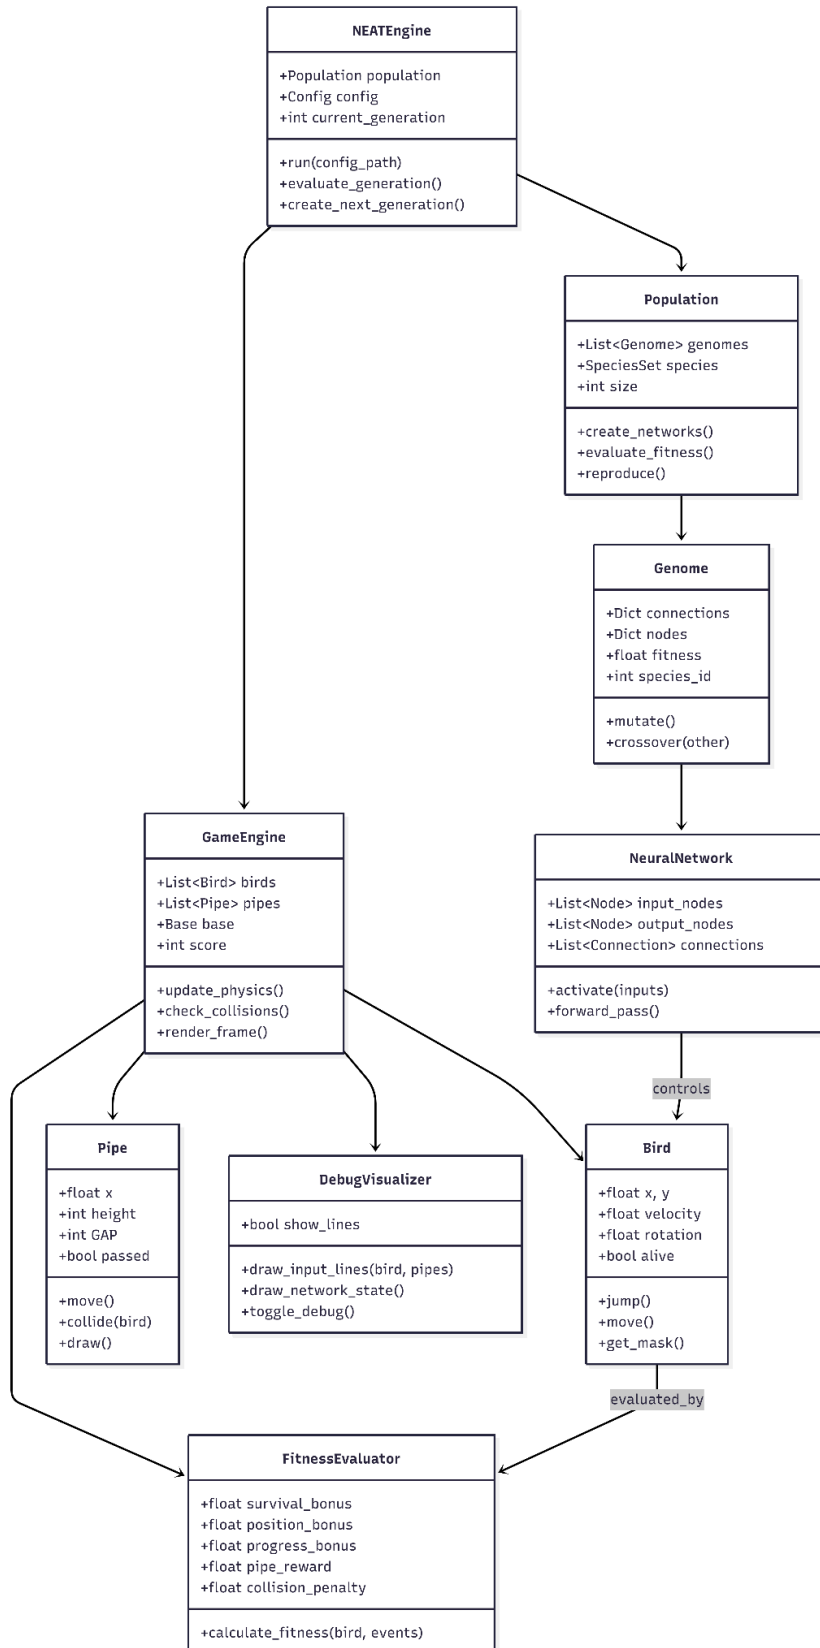 NEATEngine
+Population population
+Config config
+int current_generation
+run(config_path)
+evaluate_generation()
+create_next_generation()
Population
+List<Genome> genomes
+SpeciesSet species
+int size
+create_networks()
+evaluate_fitness()
+reproduce()
Genome
+Dict connections
+Dict nodes
+float fitness
+int species_id
+mutate()
+crossover(other)
GameEngine
+List<Bird> birds
+List<Pipe> pipes
+Base base
+int score
+update_physics()
+check_collisions()
+render_frame()
NeuralNetwork
+List<Node> input_nodes
+List<Node> output_nodes
+List<Connection> connections
+activate(inputs)
+forward_pass()
controls
Pipe
+float x
+int height
+int GAP
+bool passed
+move()
+collide(bird)
+draw()
DebugVisualizer
+bool show_lines
+draw_input_lines(bird, pipes)
+draw_network_state()
+toggle_debug()
Bird
+float x, y
+float velocity
+float rotation
+bool alive
+jump()
+move()
+get_mask()
evaluated_by
FitnessEvaluator
+float survival_bonus
+float position_bonus
+float progress_bonus
+float pipe_reward
+float collision_penalty
+calculate_fitness(bird, events)